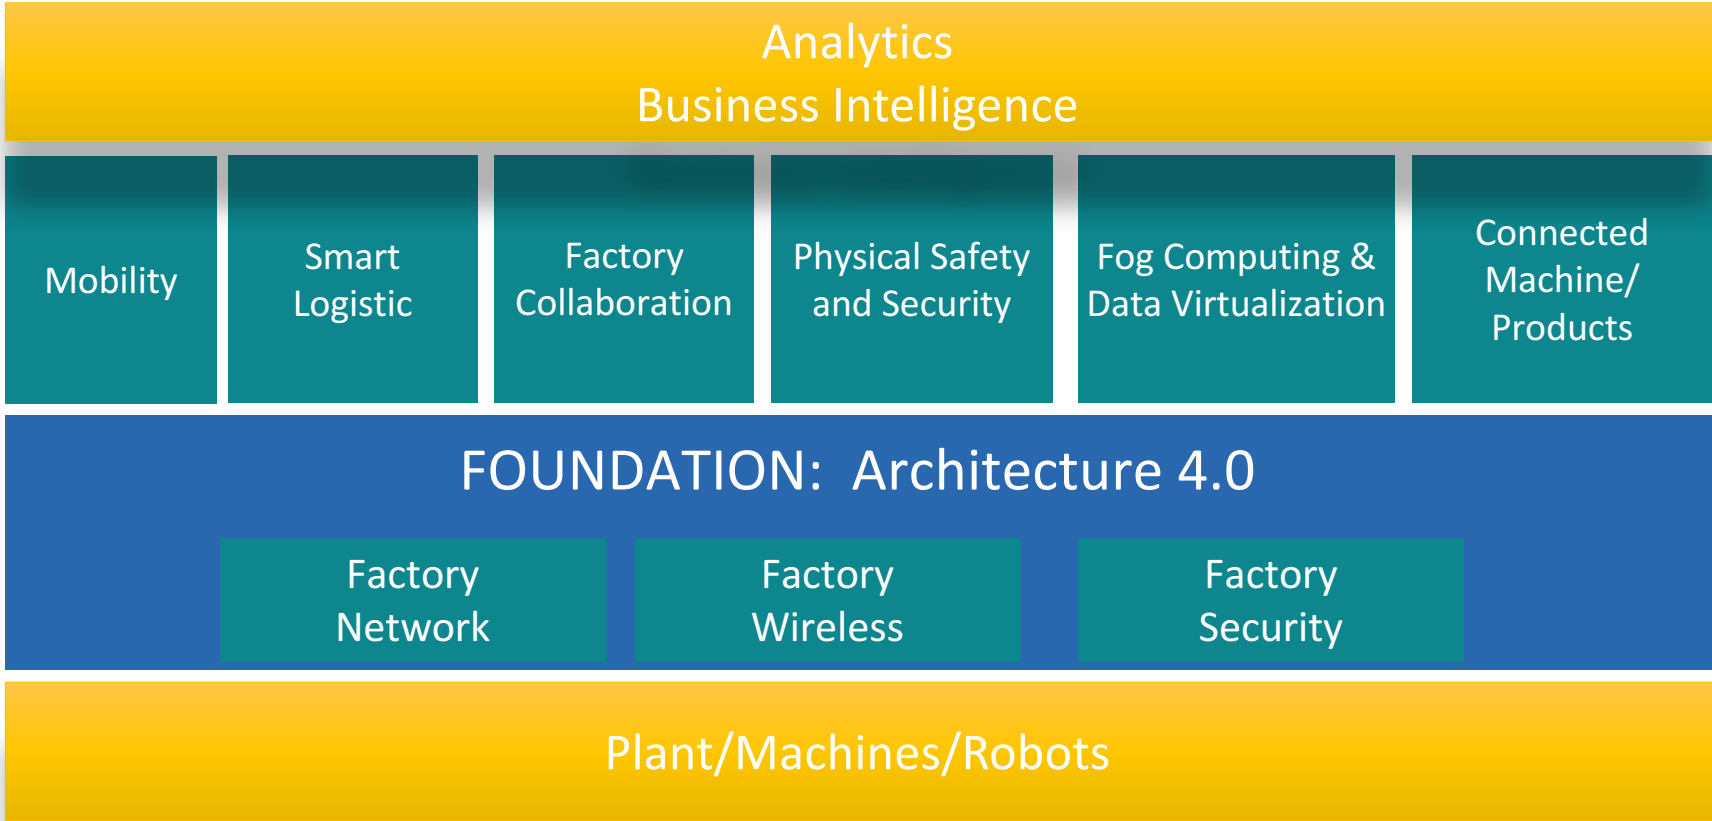 Analytics
Business Intelligence
Mobility
Smart
Logistic
Factory
Collaboration
Physical Safety
and Security
Fog Computing &
Data Virtualization
Connected
Machine/
Products
FOUNDATION: Architecture 4.0
Factory
Network
Factory
Wireless
Factory
Security
Plant/Machines/Robots